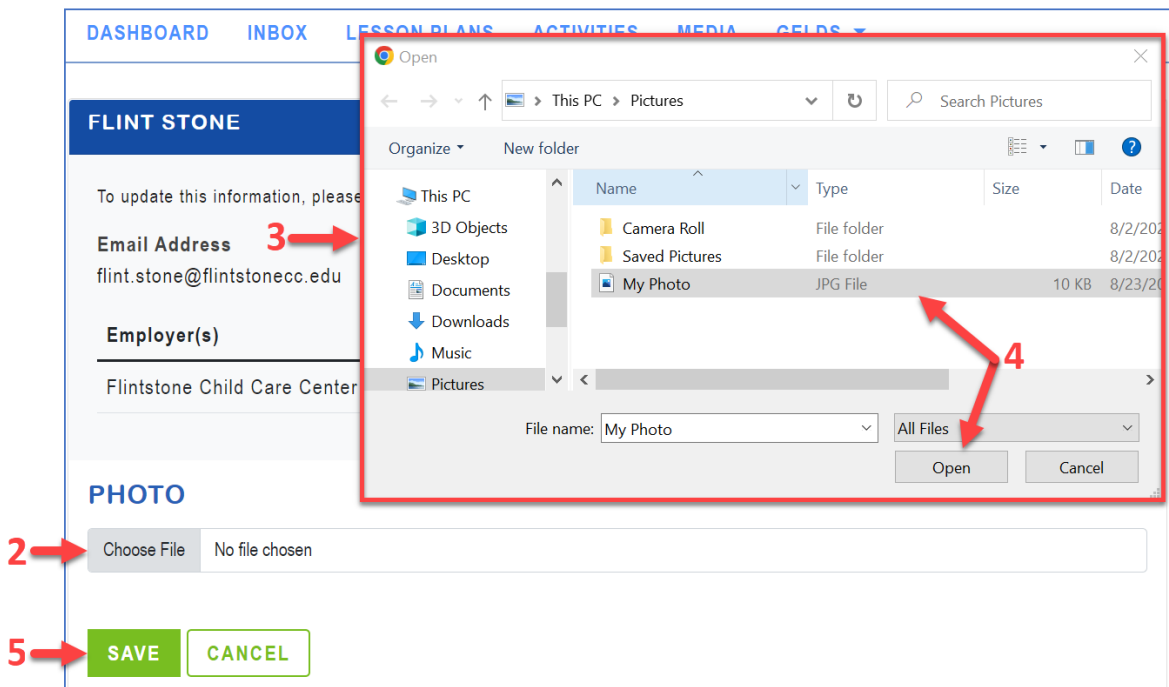 DASHBOARD INBOX LESSON PLANS ACTIVITIES MEDIA GELDS
Open
This PC > Pictures
Search Pictures
Organize New folder
FLINT STONE
Name Type Size Date
This PC
3D Objects
Desktop
Documents
Downloads
Music
Pictures
Camera Roll File folder 8/2/202
Saved Pictures File folder 8/2/202
My Photo JPG File 10 KB 8/23/20
To update this information, please
Email Address
flint.stone@flintstonecc.edu
3
Employer(s)
Flintstone Child Care Center
4
File name: My Photo All Files
Open Cancel
PHOTO
2
Choose File No file chosen
5
SAVE CANCEL